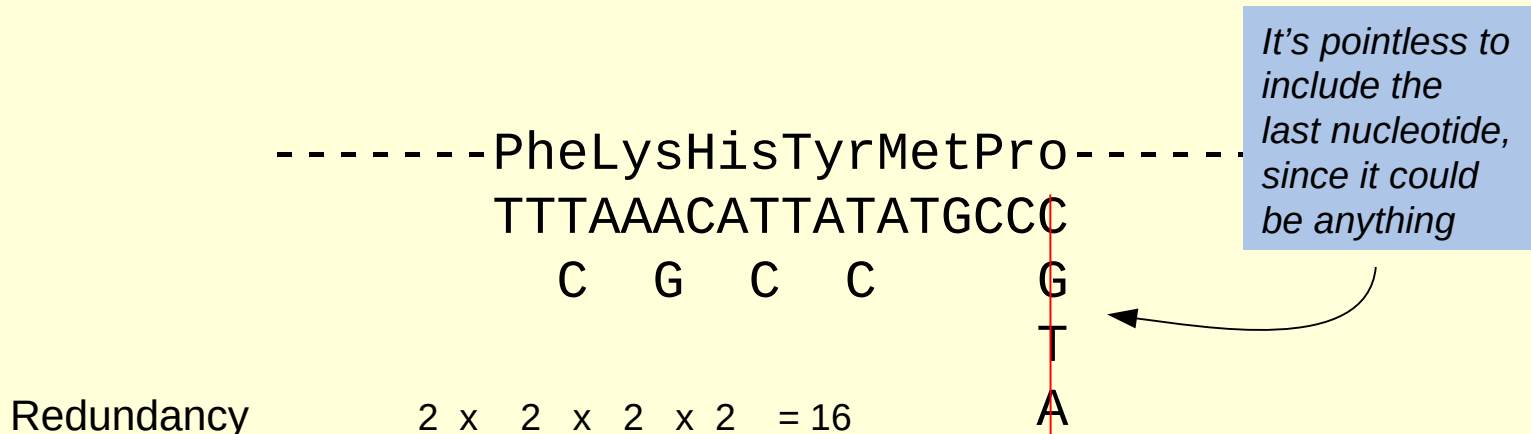 It's pointless to
include the
last nucleotide,
since it could
be anything
-------PheLysHisTyrMetPro------
TTTAAACATTATATGCCC
C G C C G
T
A
Redundancy 2 x 2 x 2 x 2 = 16